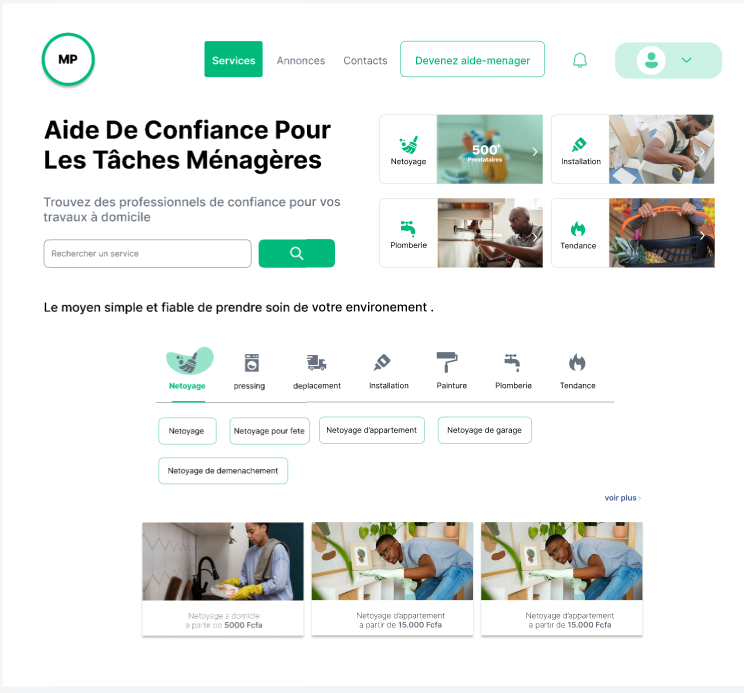 MP
Services
Annonces
Contacts
Devenez aide-menager
Aide De Confiance Pour
Les Tâches Ménagères
Trouvez des professionnels de confiance pour vos
travaux à domicile
Rechercher un service
Netoyage
500+
Prestataires
Installation
Plomberie
Tendance
Le moyen simple et fiable de prendre soin de votre environement .
Netoyage
pressing
deplacement
Installation
Painture
Plomberie
Tendance
Netoyage
Netoyage pour fete
Netoyage d'appartement
Netoyage de garage
Netoyage de demenachement
voir plus >
Netoyage a domicle
a partir de 5000 Fcfa
Netoyage d'appartement
a partir de 15.000 Fcfa
Netoyage d'appartement
a partir de 15.000 Fcfa